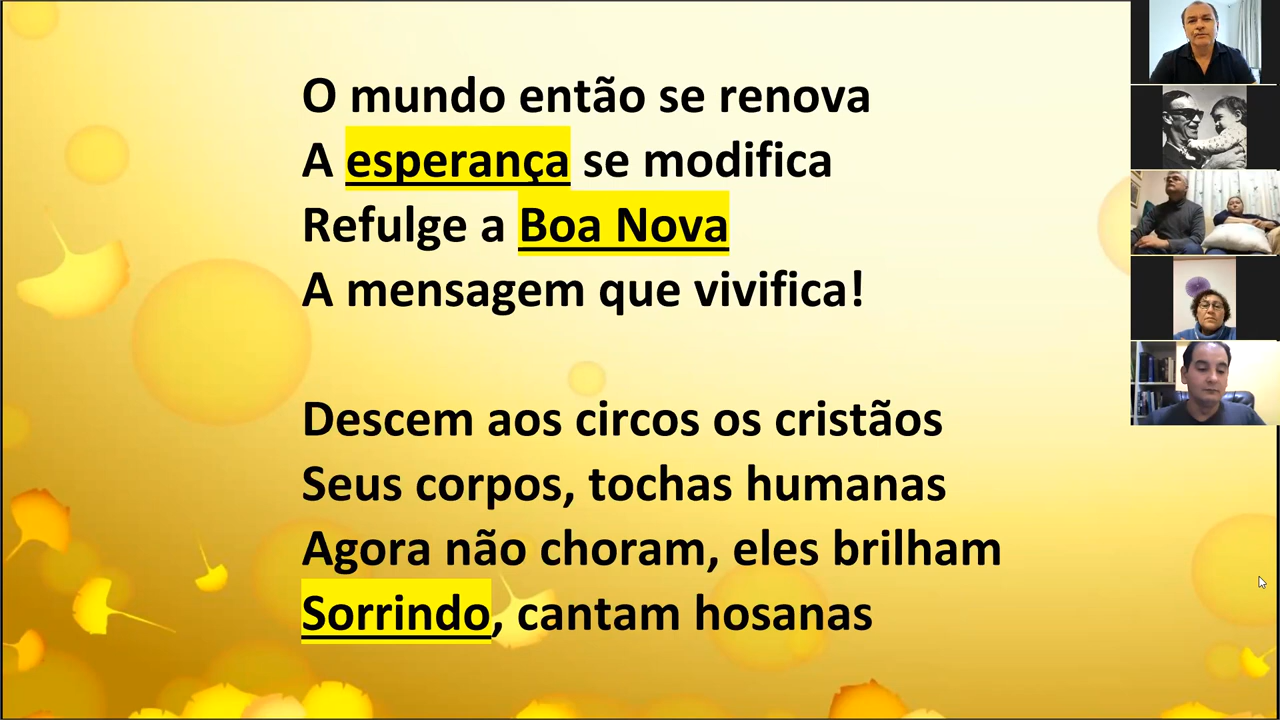 O mundo então se renova
A esperança se modifica
Refulge a Boa Nova
A mensagem que vivifica!
Descem aos circos os cristãos
Seus corpos, tochas humanas
Agora não choram, eles brilham
Sorrindo, cantam hosanas